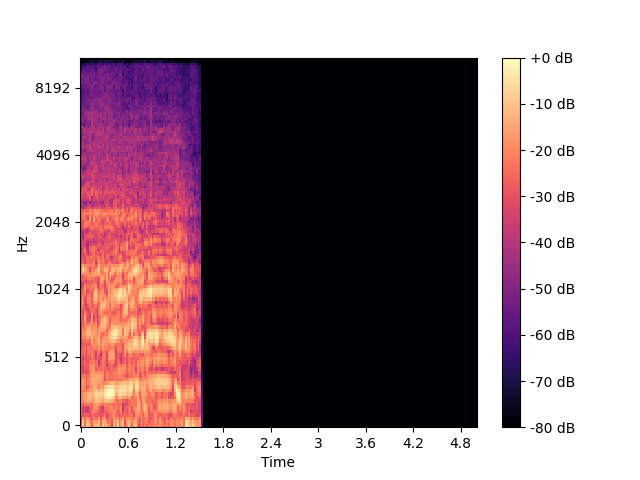 +0 dB
8192
-10 dB
4096
-20 dB
-30 dB
2048
-40 dB
Hz
1024
-50 dB
512
-60 dB
-70 dB
0
-80 dB
0 0.6 1.2 1.8 2.4 3 3.6 4.2 4.8
Time